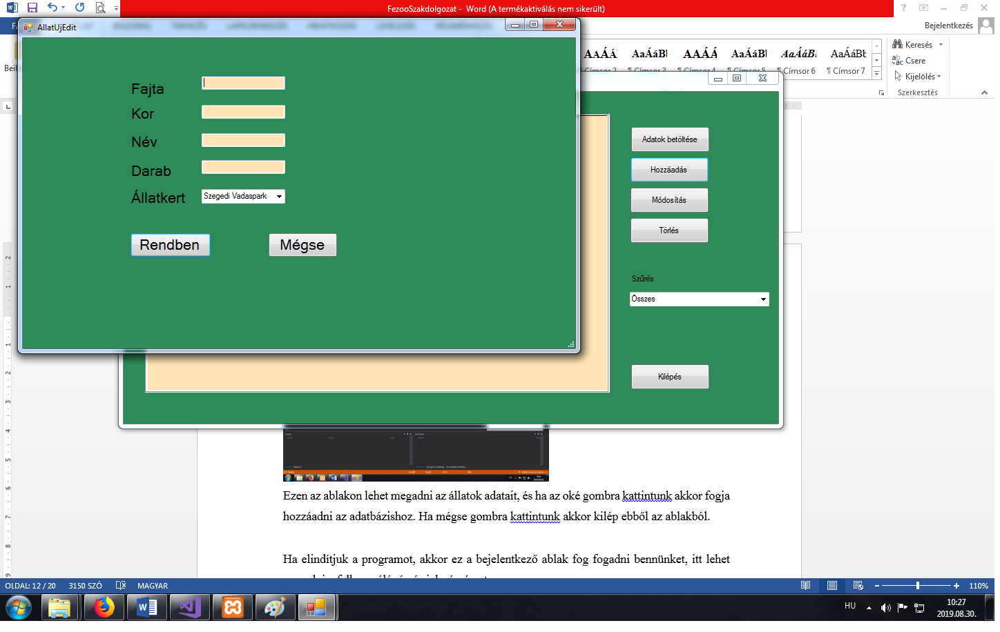 FezooSzakdolgozat - Word (A termékaktiválás nem sikerült)
Bejelentkezés
AllatUjEdit
Fajta
Kor
Név
Darab
Állatkert
Szegedi Vadaspark
Rendben
Mégse
¶ Címsor 2
AaÁáBl
¶ Címsor 3
AAÁÁ
¶ Címsor 4
AaÁáBl
¶ Címsor 5
AaÁáBl
¶ Címsor 6
AaÁáBb
¶ Címsor 7
Keresés
Csere
Kijelölés
Szerkesztés
Adatok betöltése
Hozzáadás
Módosítás
Törlés
Szűrés
Összes
Kilépés
Ezen az ablakon lehet megadni az állatok adatait, és ha az oké gombra kattintunk akkor fogja
hozzáadni az adatbázishoz. Ha mégse gombra kattintunk akkor kilép ebből az ablakból.
Ha elindítjuk a programot, akkor ez a bejelentkező ablak fog fogadni bennünket, itt lehet
OLDAL: 12 / 20
3150 SZÓ
MAGYAR
110%
HU
10:27
2019.08.30.